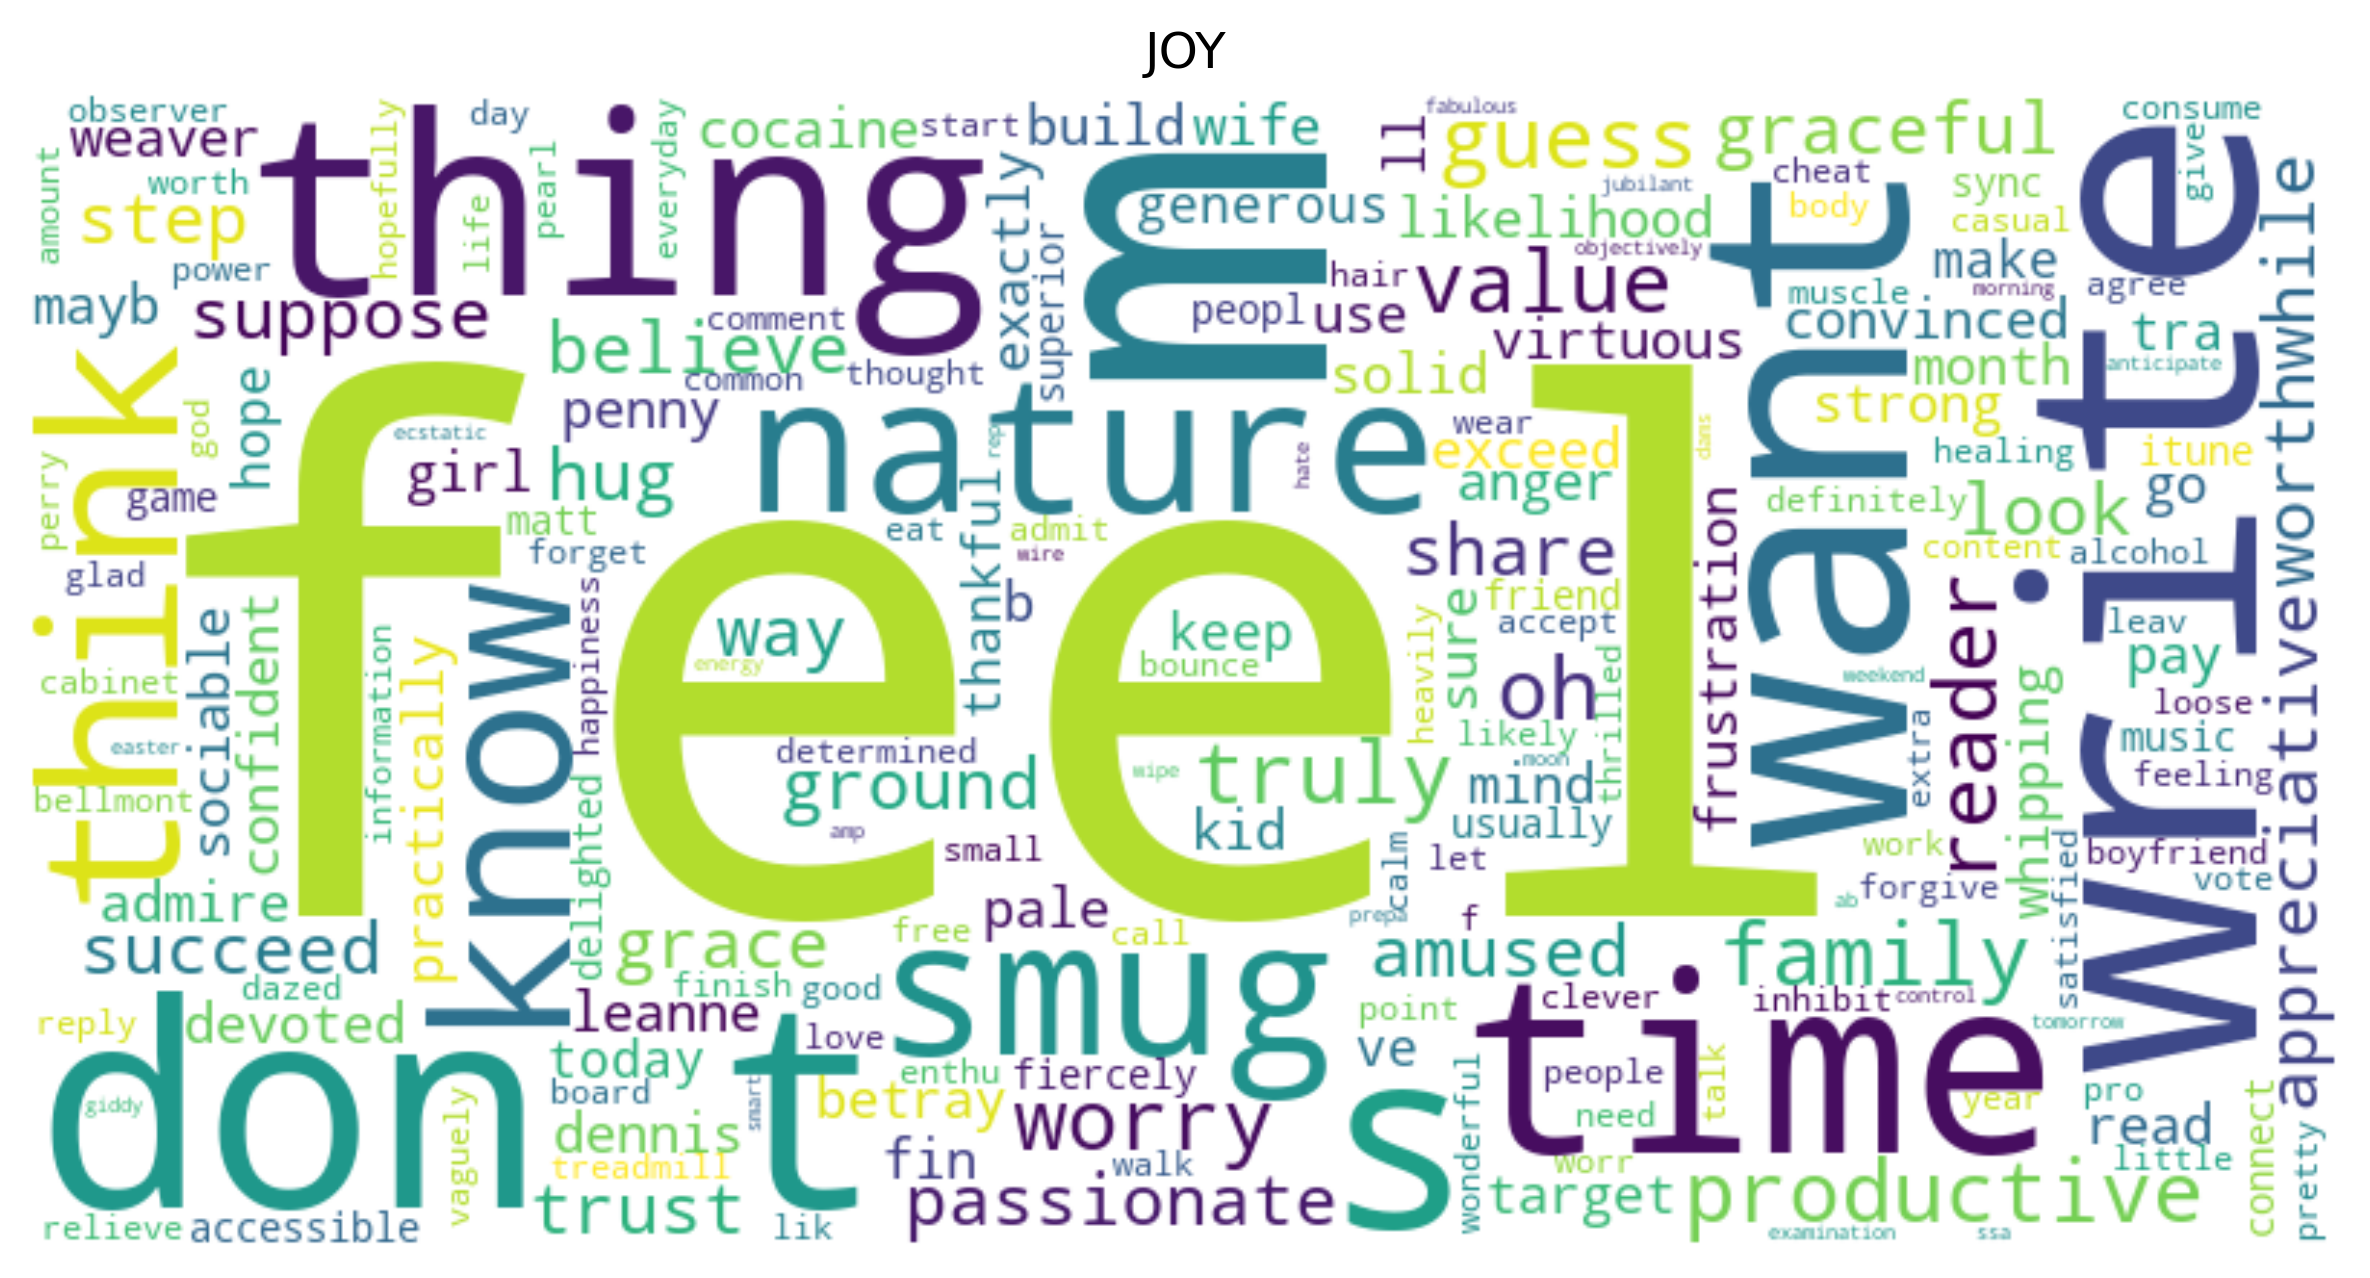 JOY
observer
weaver
thing
hopefully
day
life
pearl
everyday
cocaine
start
build
wife
m
ll
fabulous
guess
graceful
consume
give
write
worthwhile
amount
worth
step
power
mayb
suppose
exactly
superior
generous
likelihood
jubilant
objectively
cheat
body
want
sync
casual
make
morning
agree
hair
value
peopl
use
virtuous
muscle
convinced
tra
anticipate
month
comment
believe
common
thought
penny
nature
solid
strong
wear
exceed
dans
healing
itune
think
god
hope
ecstatic
feel
perry
game
girl
hug
matt
forget
eat
thankful
repr
admit
wire
hate
anger
share
frustration
definitely
look
go
content
alcohol
glad
b
friend
accept
sure
heavily
oh
thrilled
reader
leav
pay
loose
sociable
confident
information
practically
know
happiness
way
energy
keep
bounce
cabinet
easter
bellmont
delighted
determined
ground
amp
wipe
truly
kid
likely
moon
mind
usually
weekend
extra
whipping
music
feeling
small
calm
let
work
forgive
boyfriend
vote
satisfied
admire
succeed
dazed
grace
free
pale
call
prepa
f
ab
amused
family
appreciative
reply
devoted
leanne
finish
good
love
smug
point
clever
inhibit
control
tomorrow
don t
giddy
vaguely
today
board
smart
enthu
fiercely
ve
time
people
talk
need
year
pro
read
betray
worry
s
wonderful
dennis
treadmill
trust
fin
walk
worr
little
connect
pretty
relieve
accessible
lik
passionate
target
productive
examination
ssa